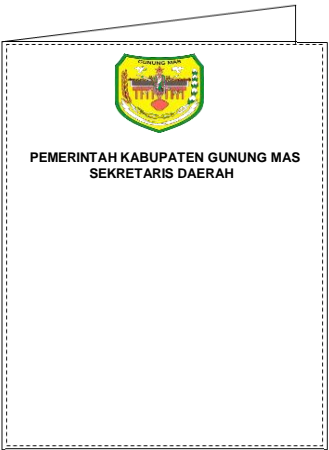 GUNUNG MAS
PEMERINTAH KABUPATEN GUNUNG MAS
SEKRETARIS DAERAH